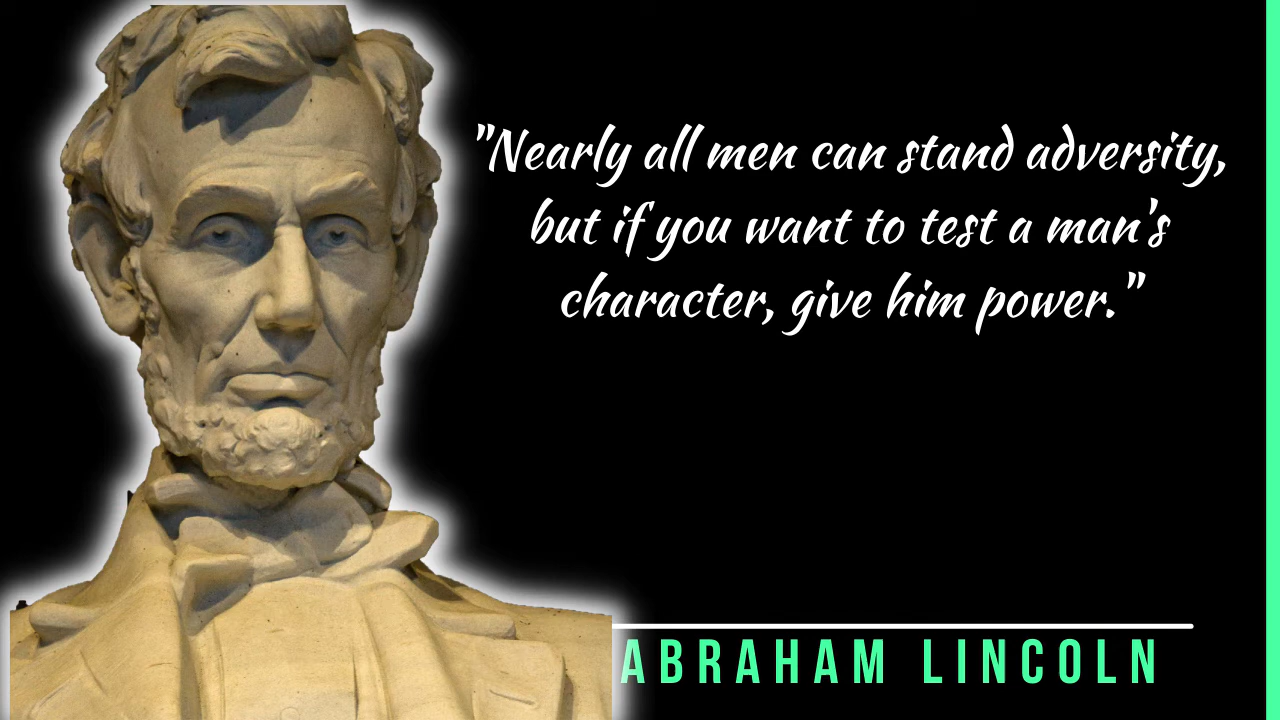 "Nearly all men can stand adversity,
but if you want to test a man's
character, give him power."
ABRAHAM LINCOLN